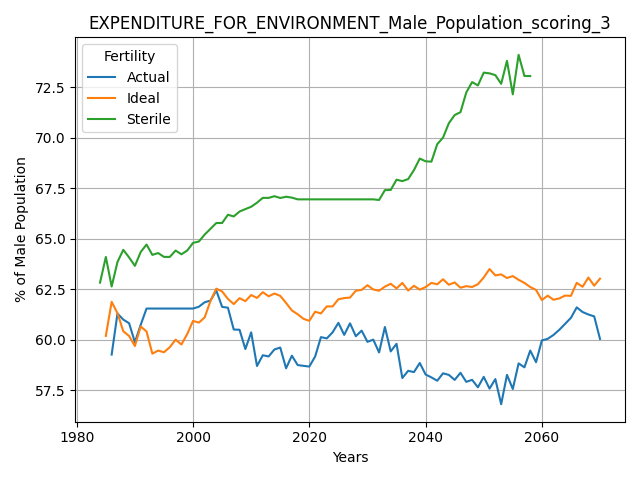 EXPENDITURE_FOR_ENVIRONMENT_Male_Population_scoring_3
Fertility
Actual
Ideal
Sterile
% of Male Population
72.5
70.0
67.5
65.0
62.5
60.0
57.5
1980
2000
2020
2040
2060
Years